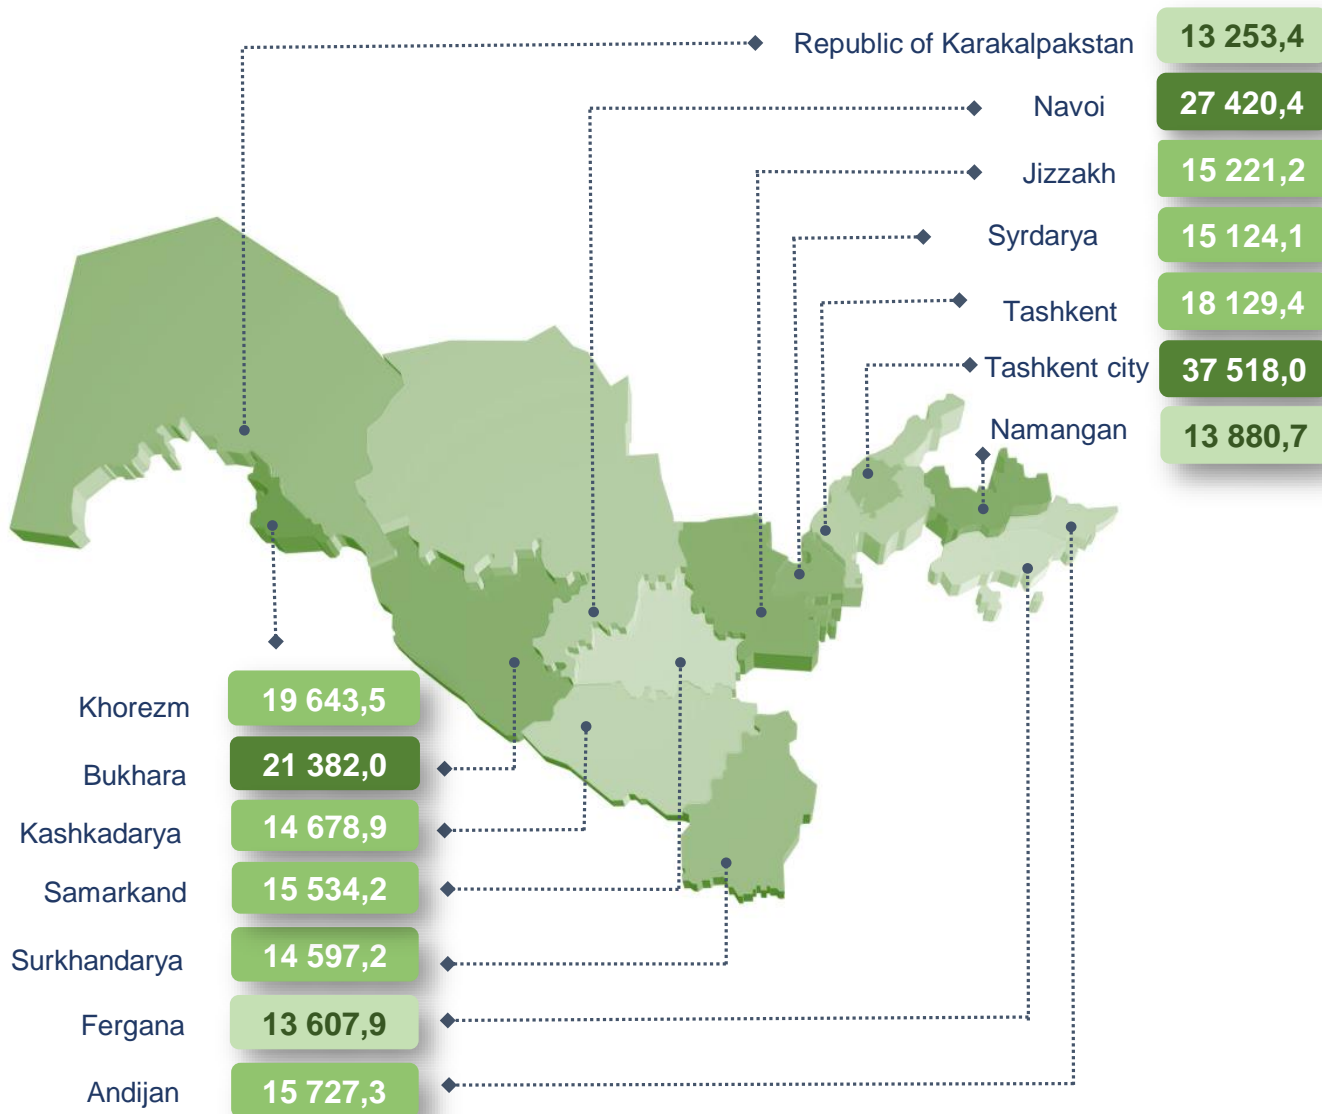 Republic of Karakalpakstan 13 253,4
Navoi 27 420,4
Jizzakh 15 221,2
Syrdarya 15 124,1
Tashkent 18 129,4
Tashkent city 37 518,0
Namangan 13 880,7
Khorezm 19 643,5
Bukhara 21 382,0
Kashkadarya 14 678,9
Samarkand 15 534,2
Surkhandarya 14 597,2
Fergana 13 607,9
Andijan 15 727,3